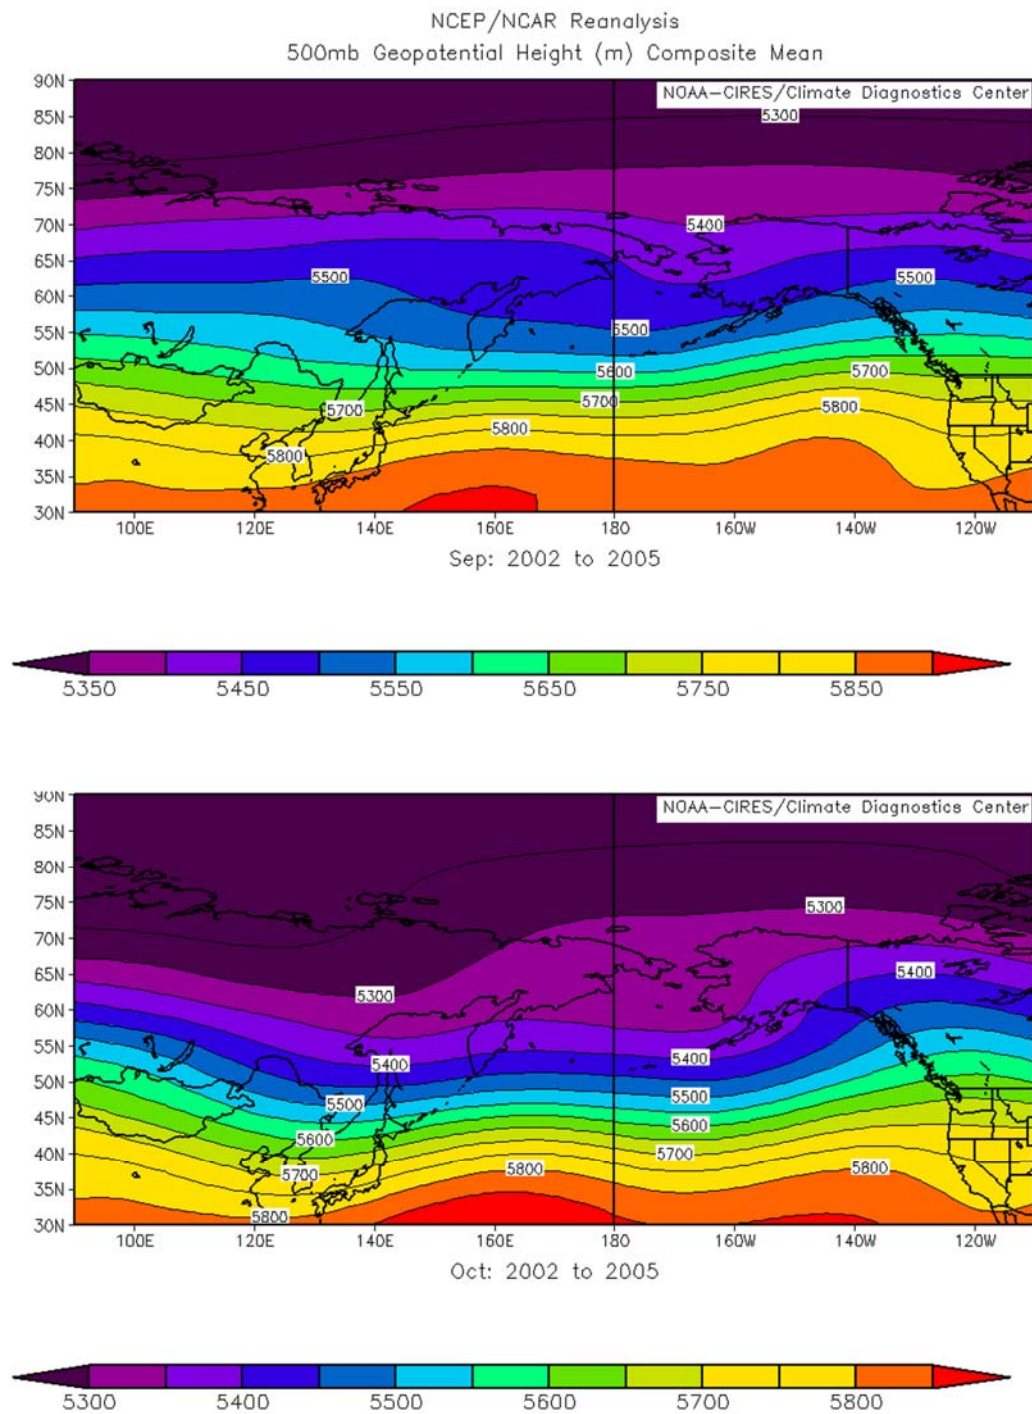 NCEP/NCAR Reanalysis
500mb Geopotential Height (m) Composite Mean
90N
NOAA-CIRES/Climate Diagnostics Center
85N
5300
80N
75N
70N
5400
65N
5500
5500
60N
55N
5500
50N
5600
5700
45N
5700
5700
5800
40N
5800
35N
5800
30N
100E 120E 140E 160E 180 160W 140W 120W
Sep: 2002 to 2005
5350 5450 5550 5650 5750 5850
90N
NOAA-CIRES/Climate Diagnostics Center
85N
80N
75N
5300
70N
65N
5400
5300
60N
55N
5400
5400
50N
5500
5500
45N
5600
5600
40N
5700
5700
5800
5800
35N
5800
30N
100E 120E 140E 160E 180 160W 140W 120W
Oct: 2002 to 2005
5300 5400 5500 5600 5700 5800